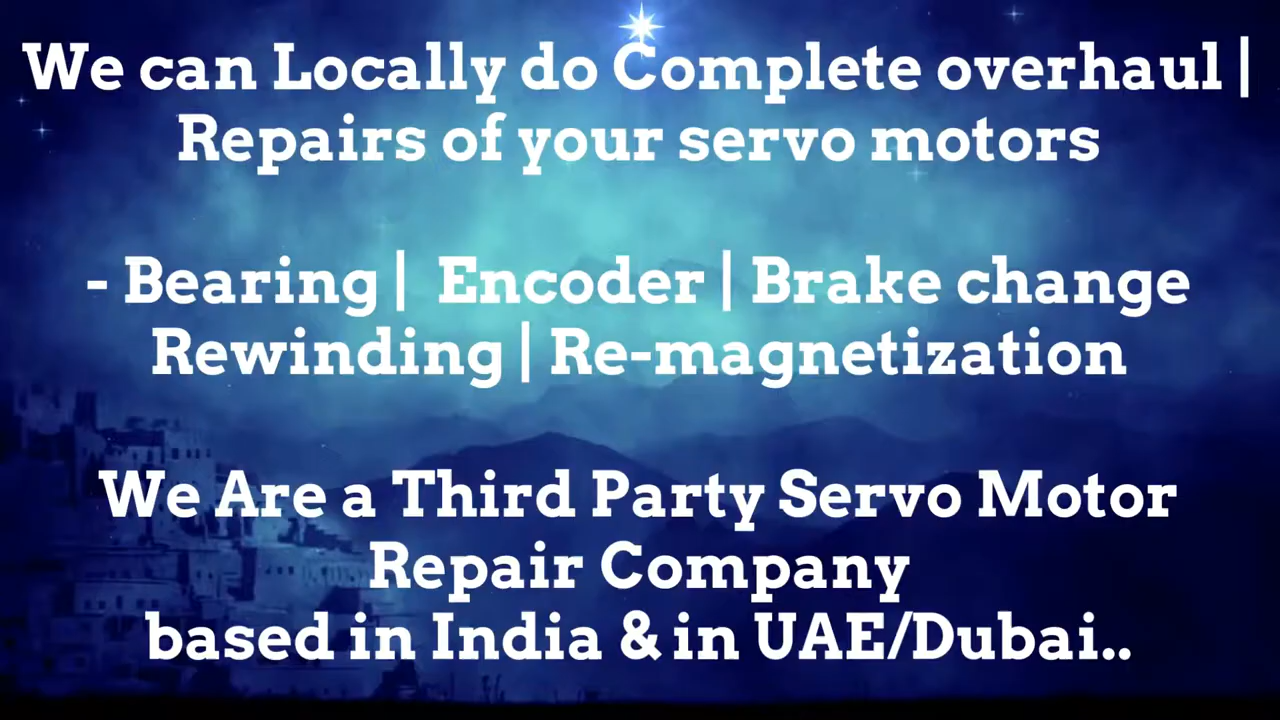 We can Locally do Complete overhaul |
Repairs of your servo motors
- Bearing | Encoder | Brake change
Rewinding | Re-magnetization
We Are a Third Party Servo Motor
Repair Company
based in India & in UAE/Dubai..